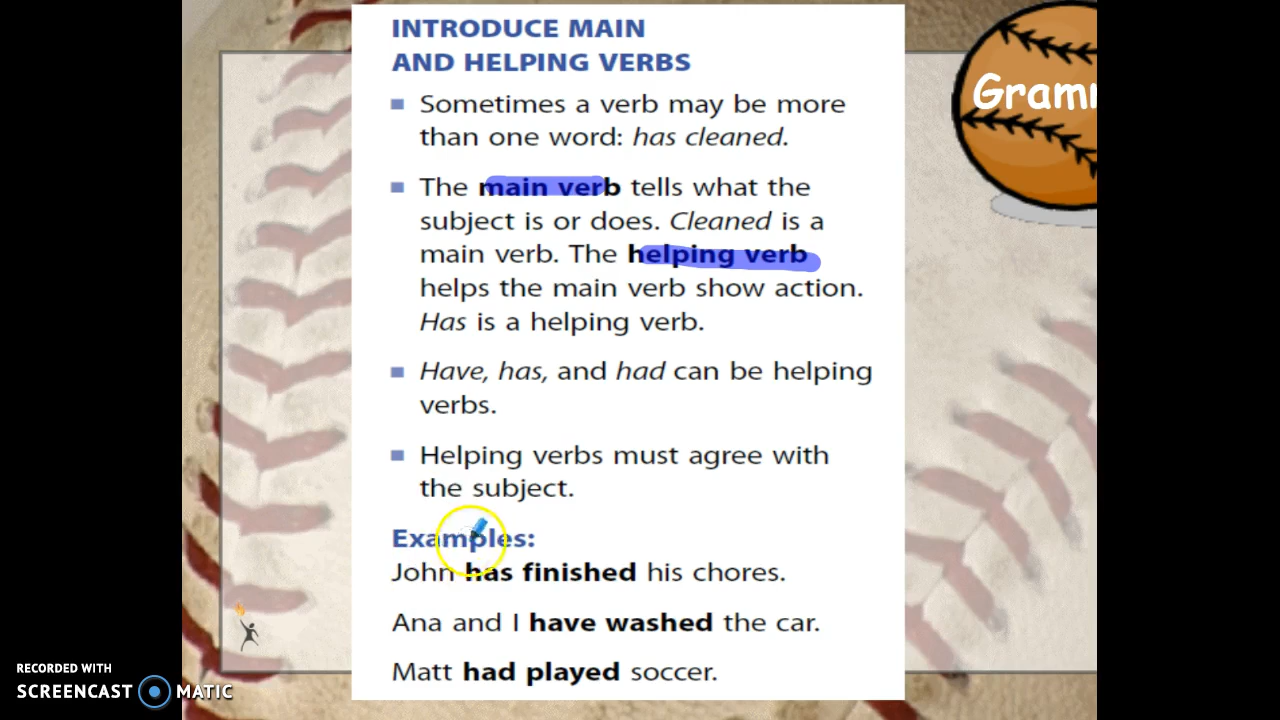 INTRODUCE MAIN
AND HELPING VERBS
Sometimes a verb may be more
than one word: has cleaned.
The main verb tells what the
subject is or does. Cleaned is a
main verb. The helping verb
helps the main verb show action.
Has is a helping verb.
Have, has, and had can be helping
verbs.
Helping verbs must agree with
the subject.
Examples:
John has finished his chores.
Ana and I have washed the car.
Matt had played soccer.
RECORDED WITH
SCREENCAST MATIC